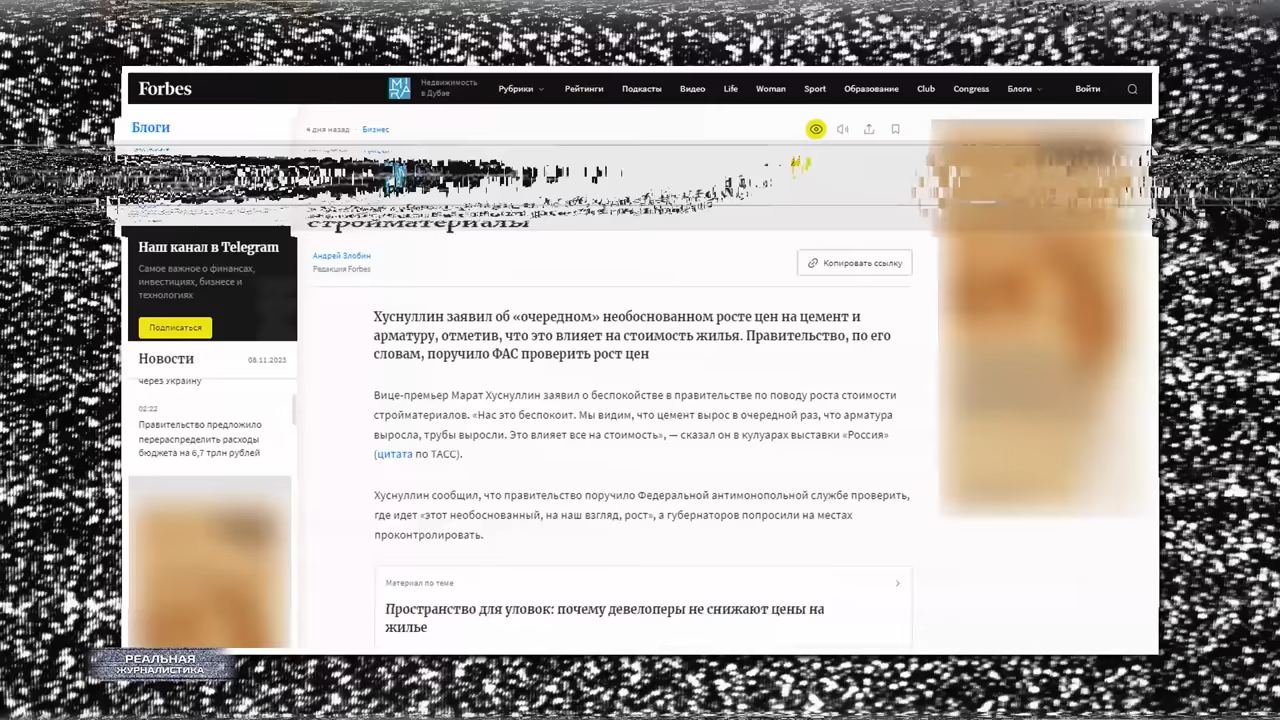 Forbes
Недвижимость
в Дубае
Рубрики
Рейтинги
Подкасты
Видео
Life
Woman
Sport
Образование
Club
Congress
Блоги
Войти
Блоги
4 дня назад · Бизнес
стройматериалы
Наш канал в Telegram
Самое важное о финансах,
инвестициях, бизнесе и
технологиях
Подписаться
Новости
08.11.2023
через Украину
02:22
Правительство предложило
перераспределить расходы
бюджета на 6,7 трлн рублей
Андрей Злобин
Редакция Forbes
Копировать ссылку
Хуснуллин заявил об «очередном» необоснованном росте цен на цемент и
арматуру, отметив, что это влияет на стоимость жилья. Правительство, по его
словам, поручило ФАС проверить рост цен
Вице-премьер Марат Хуснуллин заявил о беспокойстве в правительстве по поводу роста стоимости
стройматериалов. «Нас это беспокоит. Мы видим, что цемент вырос в очередной раз, что арматура
выросла, трубы выросли. Это влияет все на стоимость», — сказал он в кулуарах выставки «Россия»
(цитата по ТАСС).
Хуснуллин сообщил, что правительство поручило Федеральной антимонопольной службе проверить,
где идет «этот необоснованный, на наш взгляд, рост», а губернаторов попросили на местах
проконтролировать.
Материал по теме
Пространство для уловок: почему девелоперы не снижают цены на
жилье
РЕАЛЬНАЯ
ЖУРНАЛИСТИКА